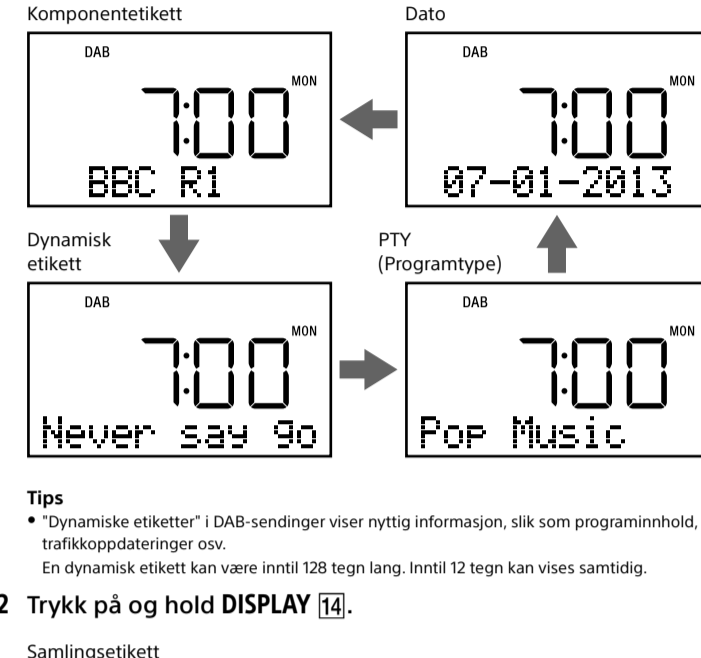 Komponentetikett
DAB
MON
7:00
BBC R1
Dato
DAB
MON
7:00
07-01-2013
Dynamisk
etikett
DAB
MON
7:00
Never say go
PTY
(Programtype)
DAB
MON
7:00
Pop Music
Tips
• "Dynamiske etiketter" i DAB-sendinger viser nyttig informasjon, slik som programinnhold,
trafikkoppdateringer osv.
En dynamisk etikett kan være inntil 128 tegn lang. Inntil 12 tegn kan vises samtidig.
2 Trykk på og hold DISPLAY 14.
Samlingsetikett